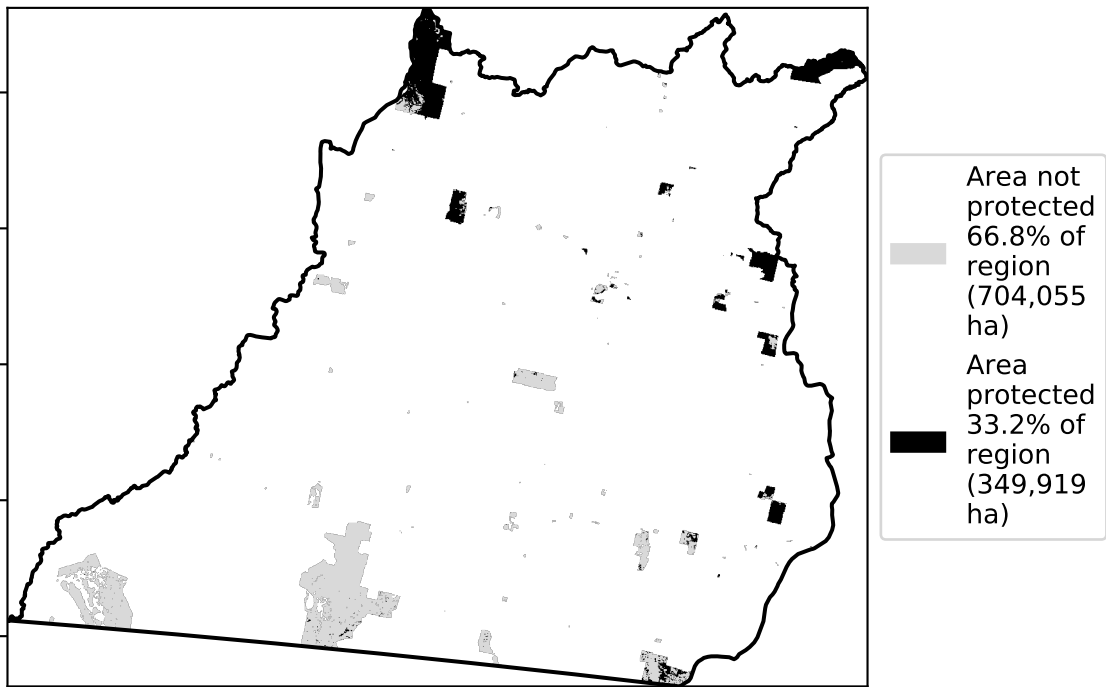 Area not
protected
66.8% of
region
(704,055
ha)
Area
protected
33.2% of
region
(349,919
ha)